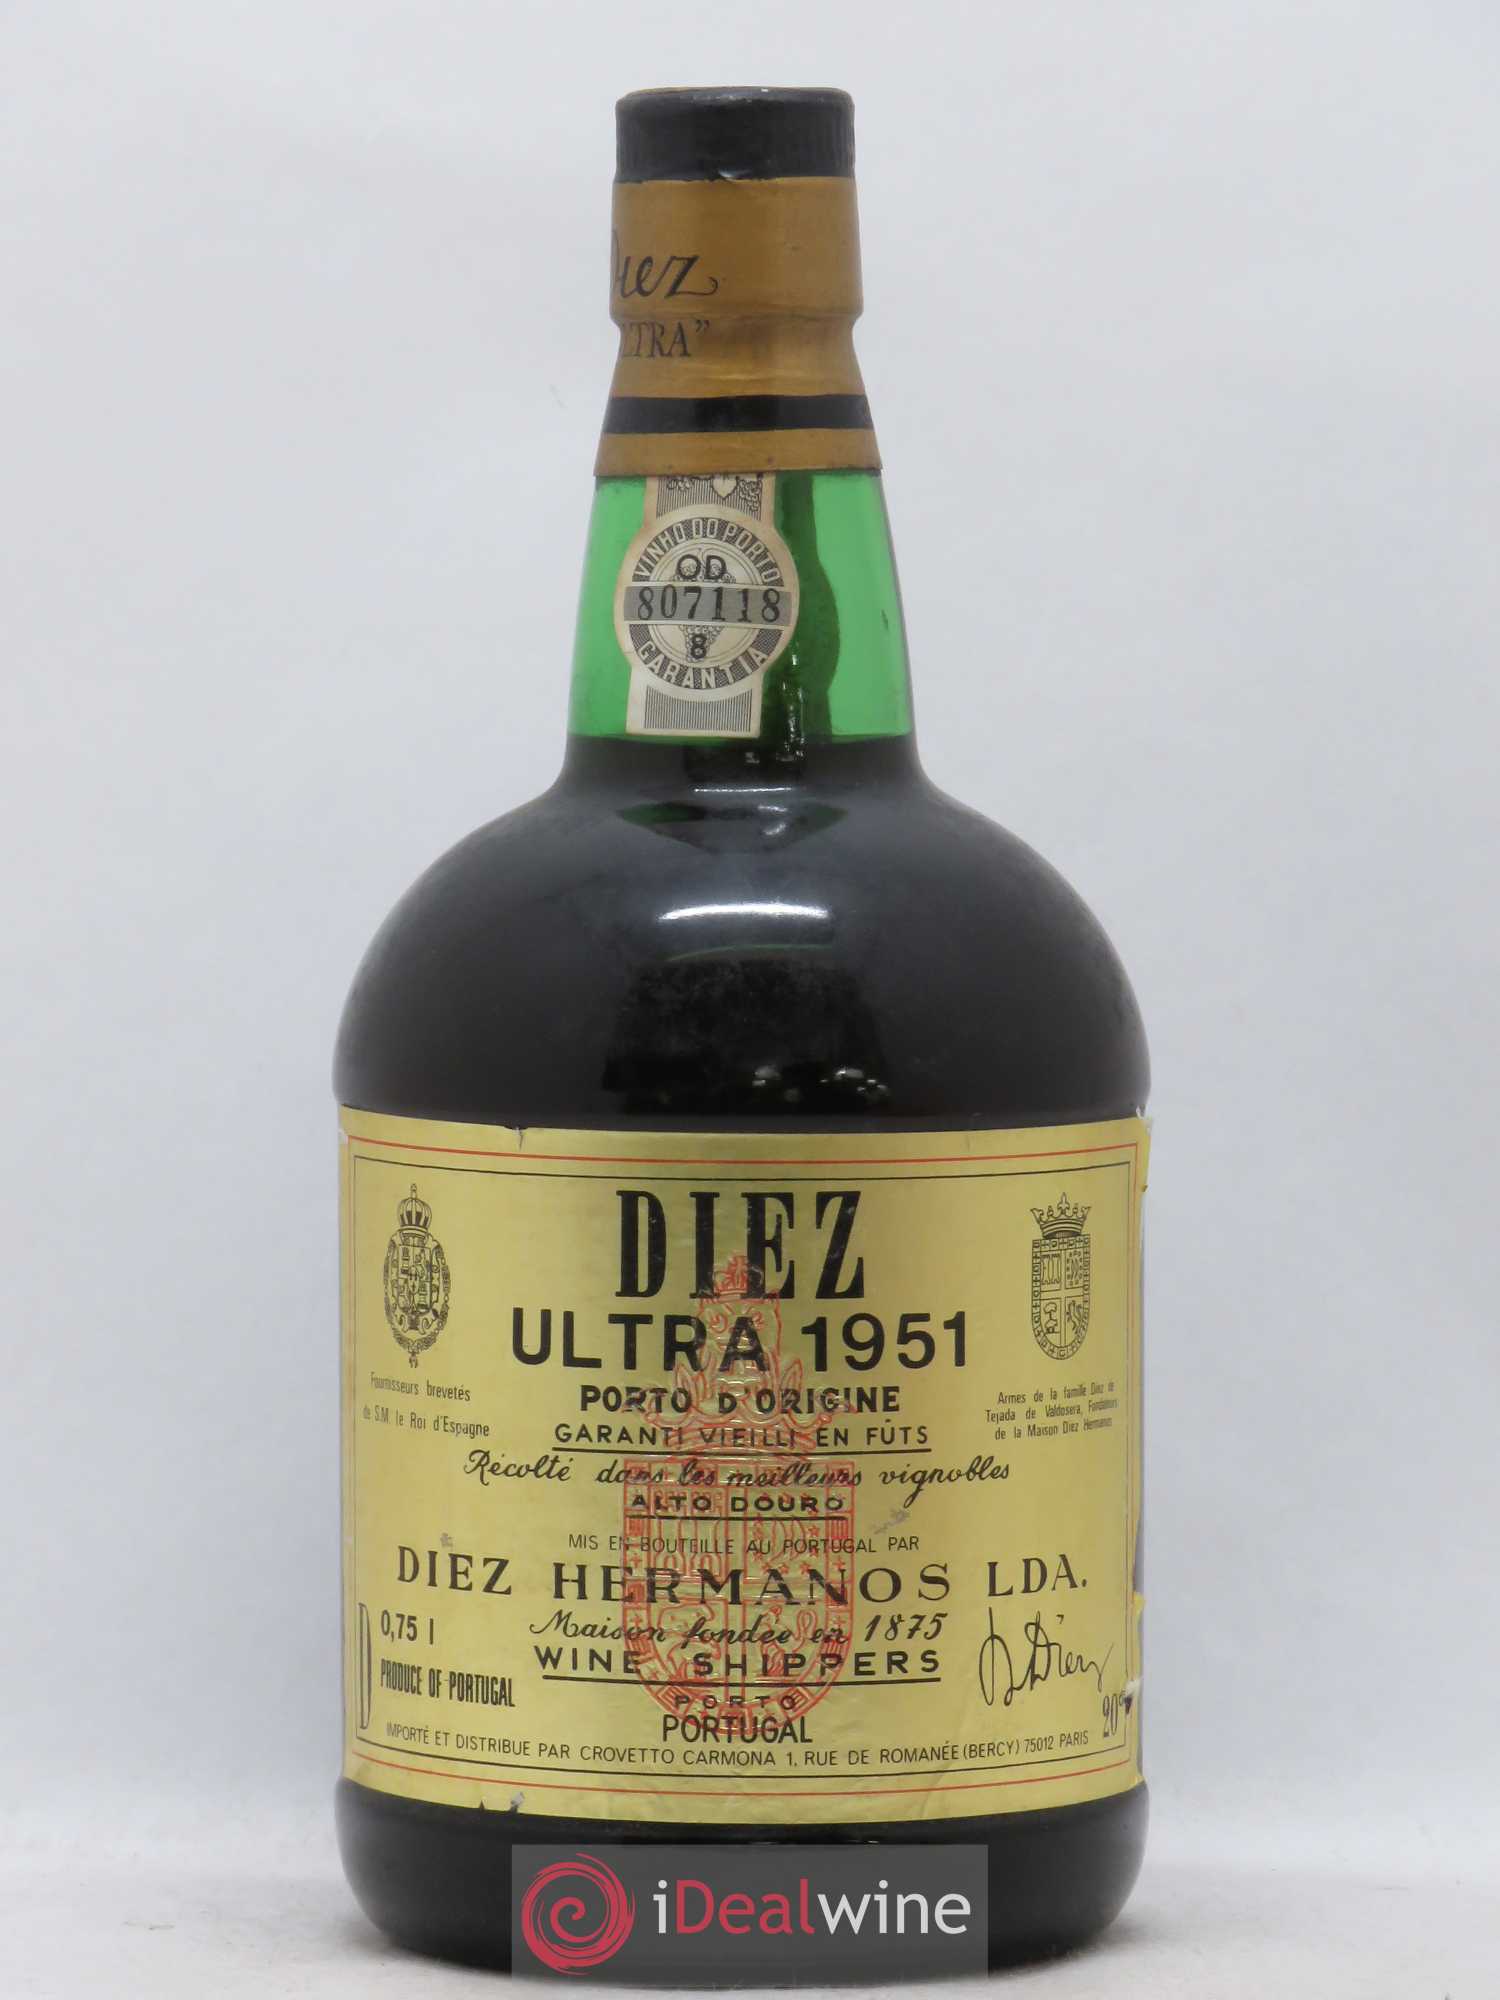 Diez
"ULTRA"
VINHO DO PORTO
OD
807118
8
GARANTIA
DIEZ
ULTRA 1951
PORTO D'ORIGINE
GARANTI VIEILLI EN FÛTS
Récolté dans les meilleurs vignobles
ALTO DOURO
Fournisseurs brevetés
de S.M. le Roi d'Espagne
Armes de la famille Diez de
Tejada de Valdosera, Fondateurs
de la Maison Diez Hermanos
MIS EN BOUTEILLE AU PORTUGAL PAR
DIEZ HERMANOS LDA.
Maison fondée en 1875
WINE SHIPPERS
PORTO
PORTUGAL
D
0,75 l
PRODUCE OF PORTUGAL
Diez
20°
IMPORTÉ ET DISTRIBUE PAR CROVETTO CARMONA 1, RUE DE ROMANÉE (BERCY) 75012 PARIS
iDealwine